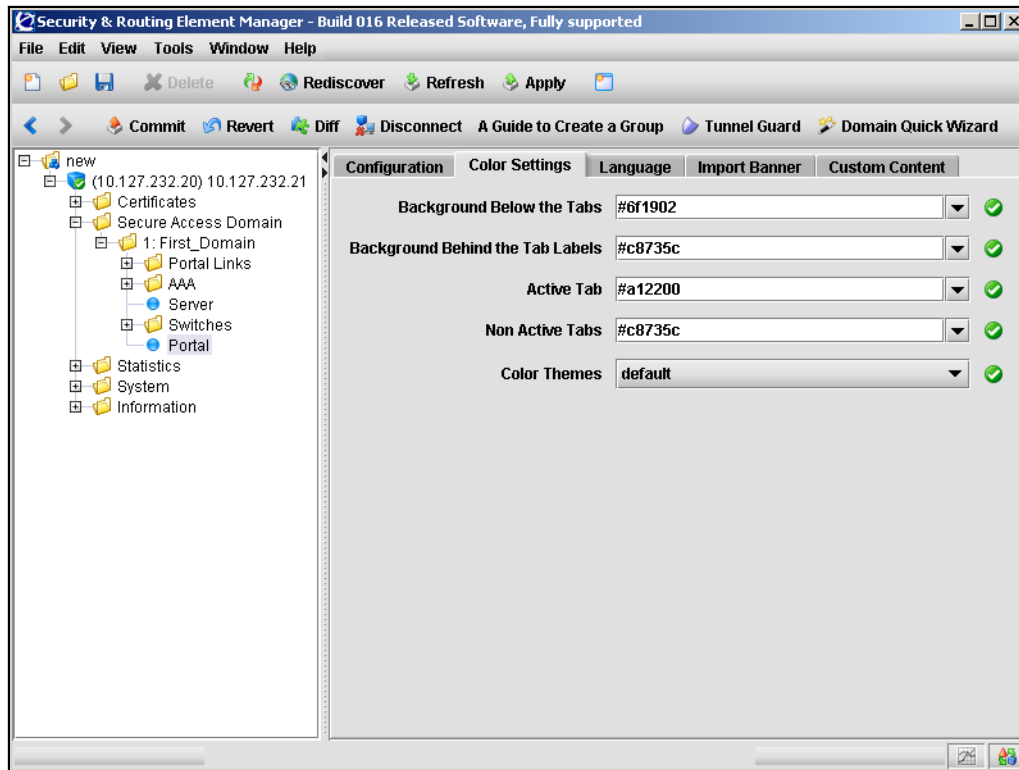 Security & Routing Element Manager - Build 016 Released Software, Fully supported
File Edit View Tools Window Help
Delete Rediscover Refresh Apply
Commit Revert Diff Disconnect A Guide to Create a Group Tunnel Guard Domain Quick Wizard
new
(10.127.232.20) 10.127.232.21
Certificates
Secure Access Domain
1: First_Domain
Portal Links
AAA
Server
Switches
Portal
Statistics
System
Information
Configuration Color Settings Language Import Banner Custom Content
Background Below the Tabs #6f1902
Background Behind the Tab Labels #c8735c
Active Tab #a12200
Non Active Tabs #c8735c
Color Themes default